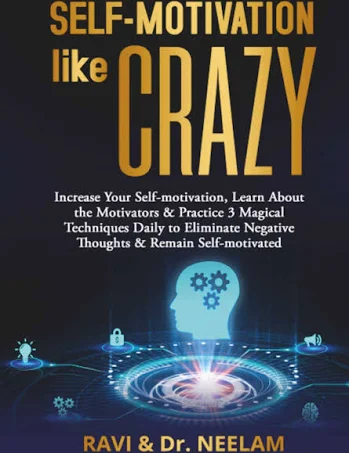 SELF-MOTIVATION
like
CRAZY
Increase Your Self-motivation, Learn About
the Motivators & Practice 3 Magical
Techniques Daily to Eliminate Negative
Thoughts & Remain Self-motivated
RAVI & Dr. NEELAM